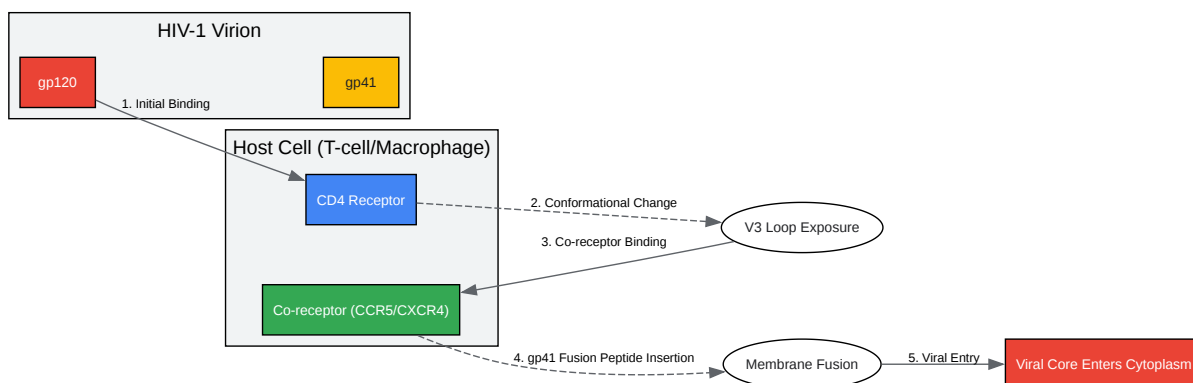 HIV-1 Virion
gp120
gp41
1. Initial Binding
Host Cell (T-cell/Macrophage)
CD4 Receptor
2. Conformational Change
V3 Loop Exposure
3. Co-receptor Binding
Co-receptor (CCR5/CXCR4)
4. gp41 Fusion Peptide Insertion
Membrane Fusion
5. Viral Entry
Viral Core Enters Cytoplasm